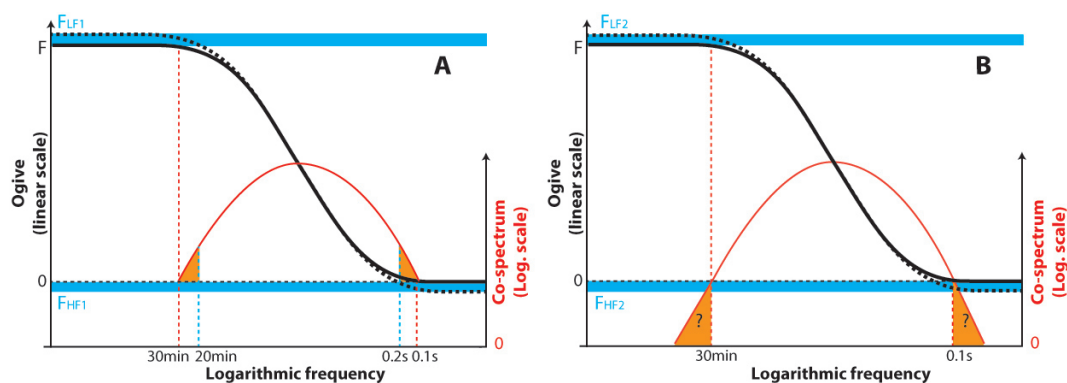 FLF1
F
A
Ogive
(linear scale)
0
FHF1
Co-spectrum
(Log. scale)
0
30min 20min 0.2s 0.1s
Logarithmic frequency
FLF2
F
B
Ogive
(linear scale)
0
FHF2
? ?
Co-spectrum
(Log. scale)
0
30min 0.1s
Logarithmic frequency